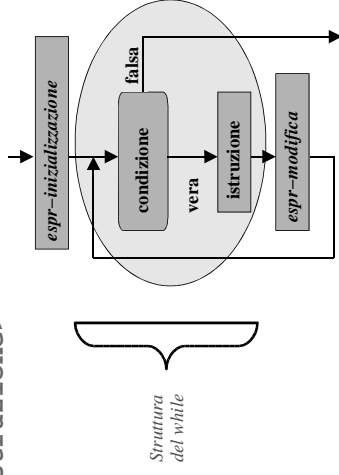 espr–inizializzazione
condizione
falsa
vera
istruzione
espr–modifica
Struttura
del while